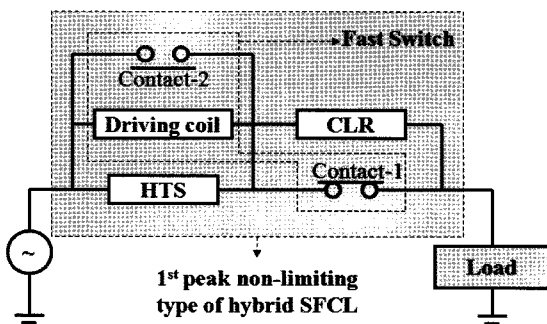 Fast Switch
Contact-2
Driving coil
CLR
Contact-1
HTS
~
Load
1st peak non-limiting
type of hybrid SFCL